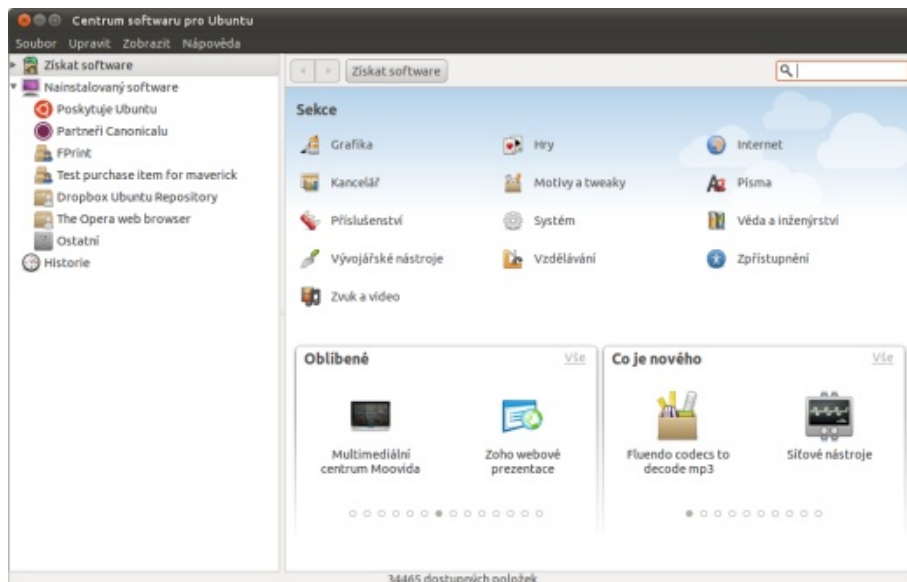 Centrum softwaru pro Ubuntu
Soubor Upravit Zobrazit Nápověda
Získat software
Nainstalovaný software
Poskytuje Ubuntu
Partneři Canonicalu
FPrint
Test purchase item for maverick
Dropbox Ubuntu Repository
The Opera web browser
Ostatní
Historie
Získat software
Sekce
Grafika Hry Internet
Kancelář Motivy a tweaky Písma
Příslušenství Systém Věda a inženýrství
Vývojářské nástroje Vzdělávání Zpřístupnění
Zvuk a video
Oblíbené Vše
Multimediální
centrum Moovida
Zoho webové
prezentace
Co je nového Vše
Fluendo codecs to
decode mp3
Síťové nástroje
34465 dostupných položek